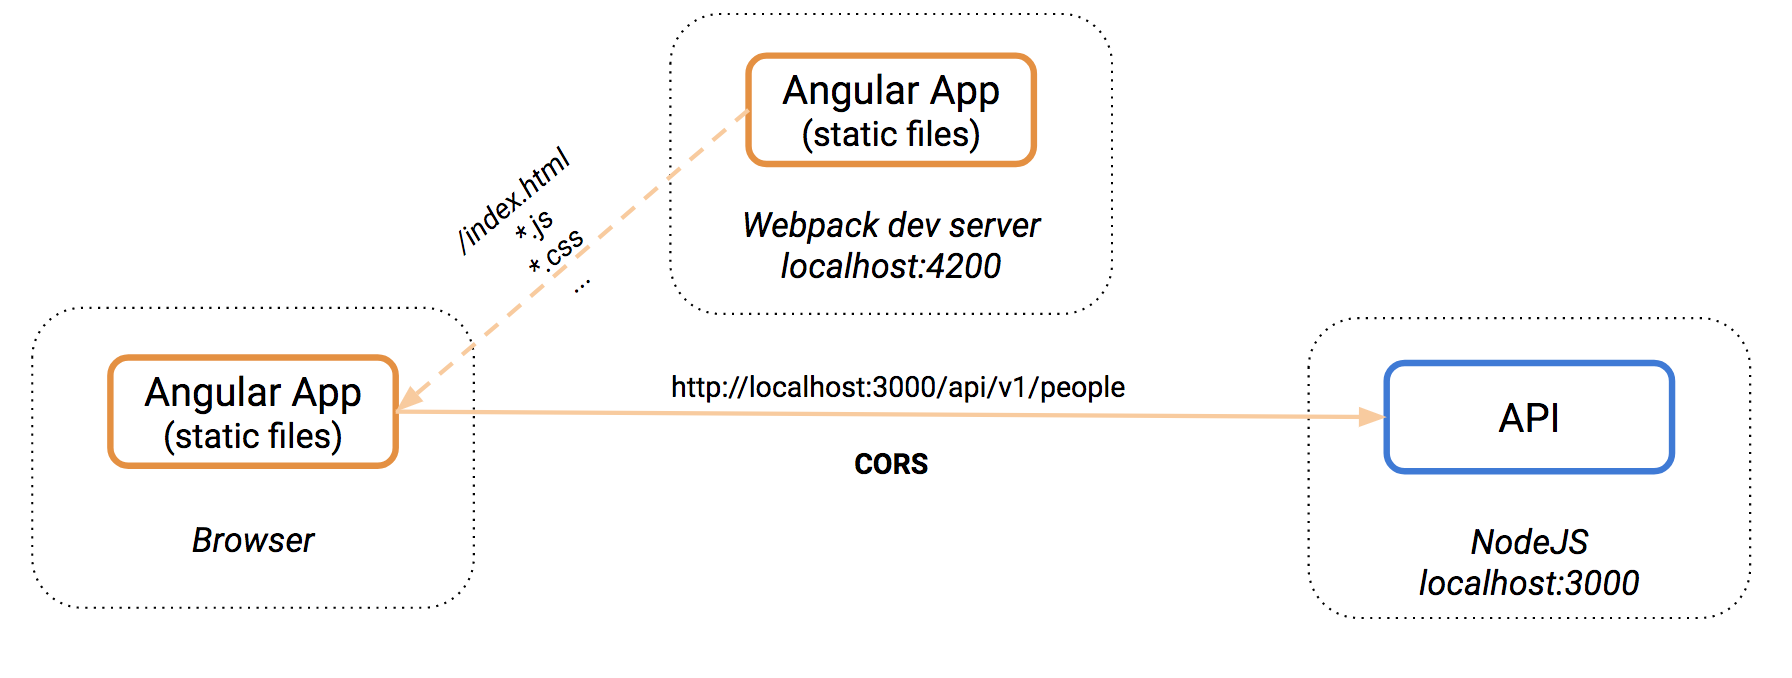 Angular App
(static files)
Webpack dev server
localhost:4200
/index.html
*.js
*.css
...
Angular App
(static files)
Browser
http://localhost:3000/api/v1/people
CORS
API
NodeJS
localhost:3000